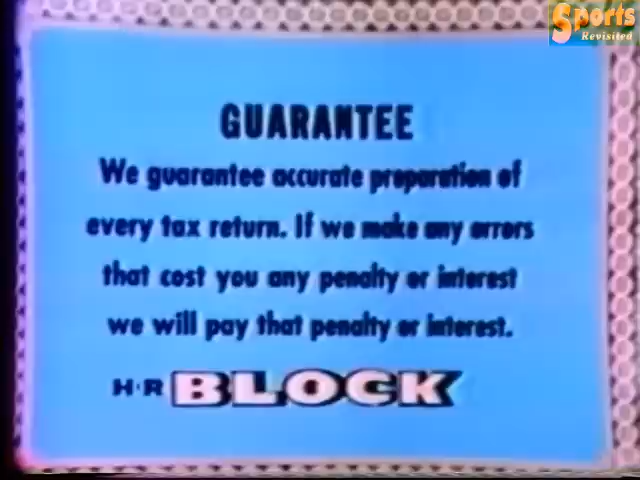 Sports
Revisited
GUARANTEE
We guarantee accurate preparation of
every tax return. If we make any errors
that cost you any penalty or interest
we will pay that penalty or interest.
H·R BLOCK